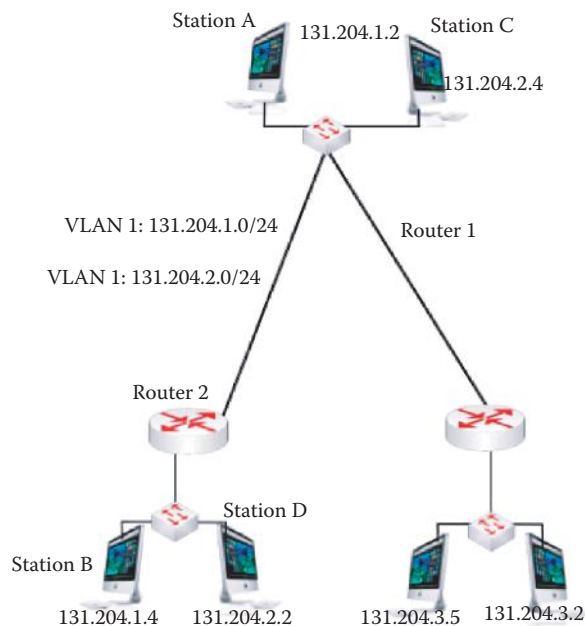 Station A
131.204.1.2
Station C
131.204.2.4
VLAN 1: 131.204.1.0/24
Router 1
VLAN 1: 131.204.2.0/24
Router 2
Station D
Station B
131.204.1.4
131.204.2.2
131.204.3.5
131.204.3.2